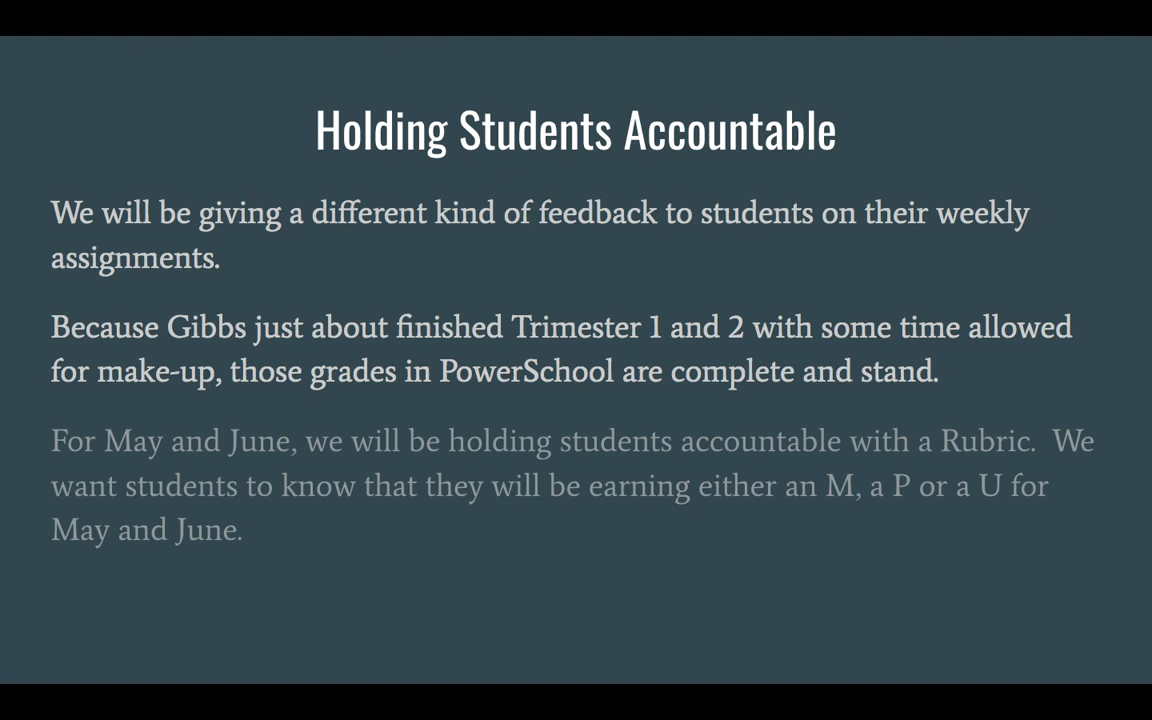 Holding Students Accountable
We will be giving a different kind of feedback to students on their weekly
assignments.
Because Gibbs just about finished Trimester 1 and 2 with some time allowed
for make-up, those grades in PowerSchool are complete and stand.
For May and June, we will be holding students accountable with a Rubric.  We
want students to know that they will be earning either an M, a P or a U for
May and June.